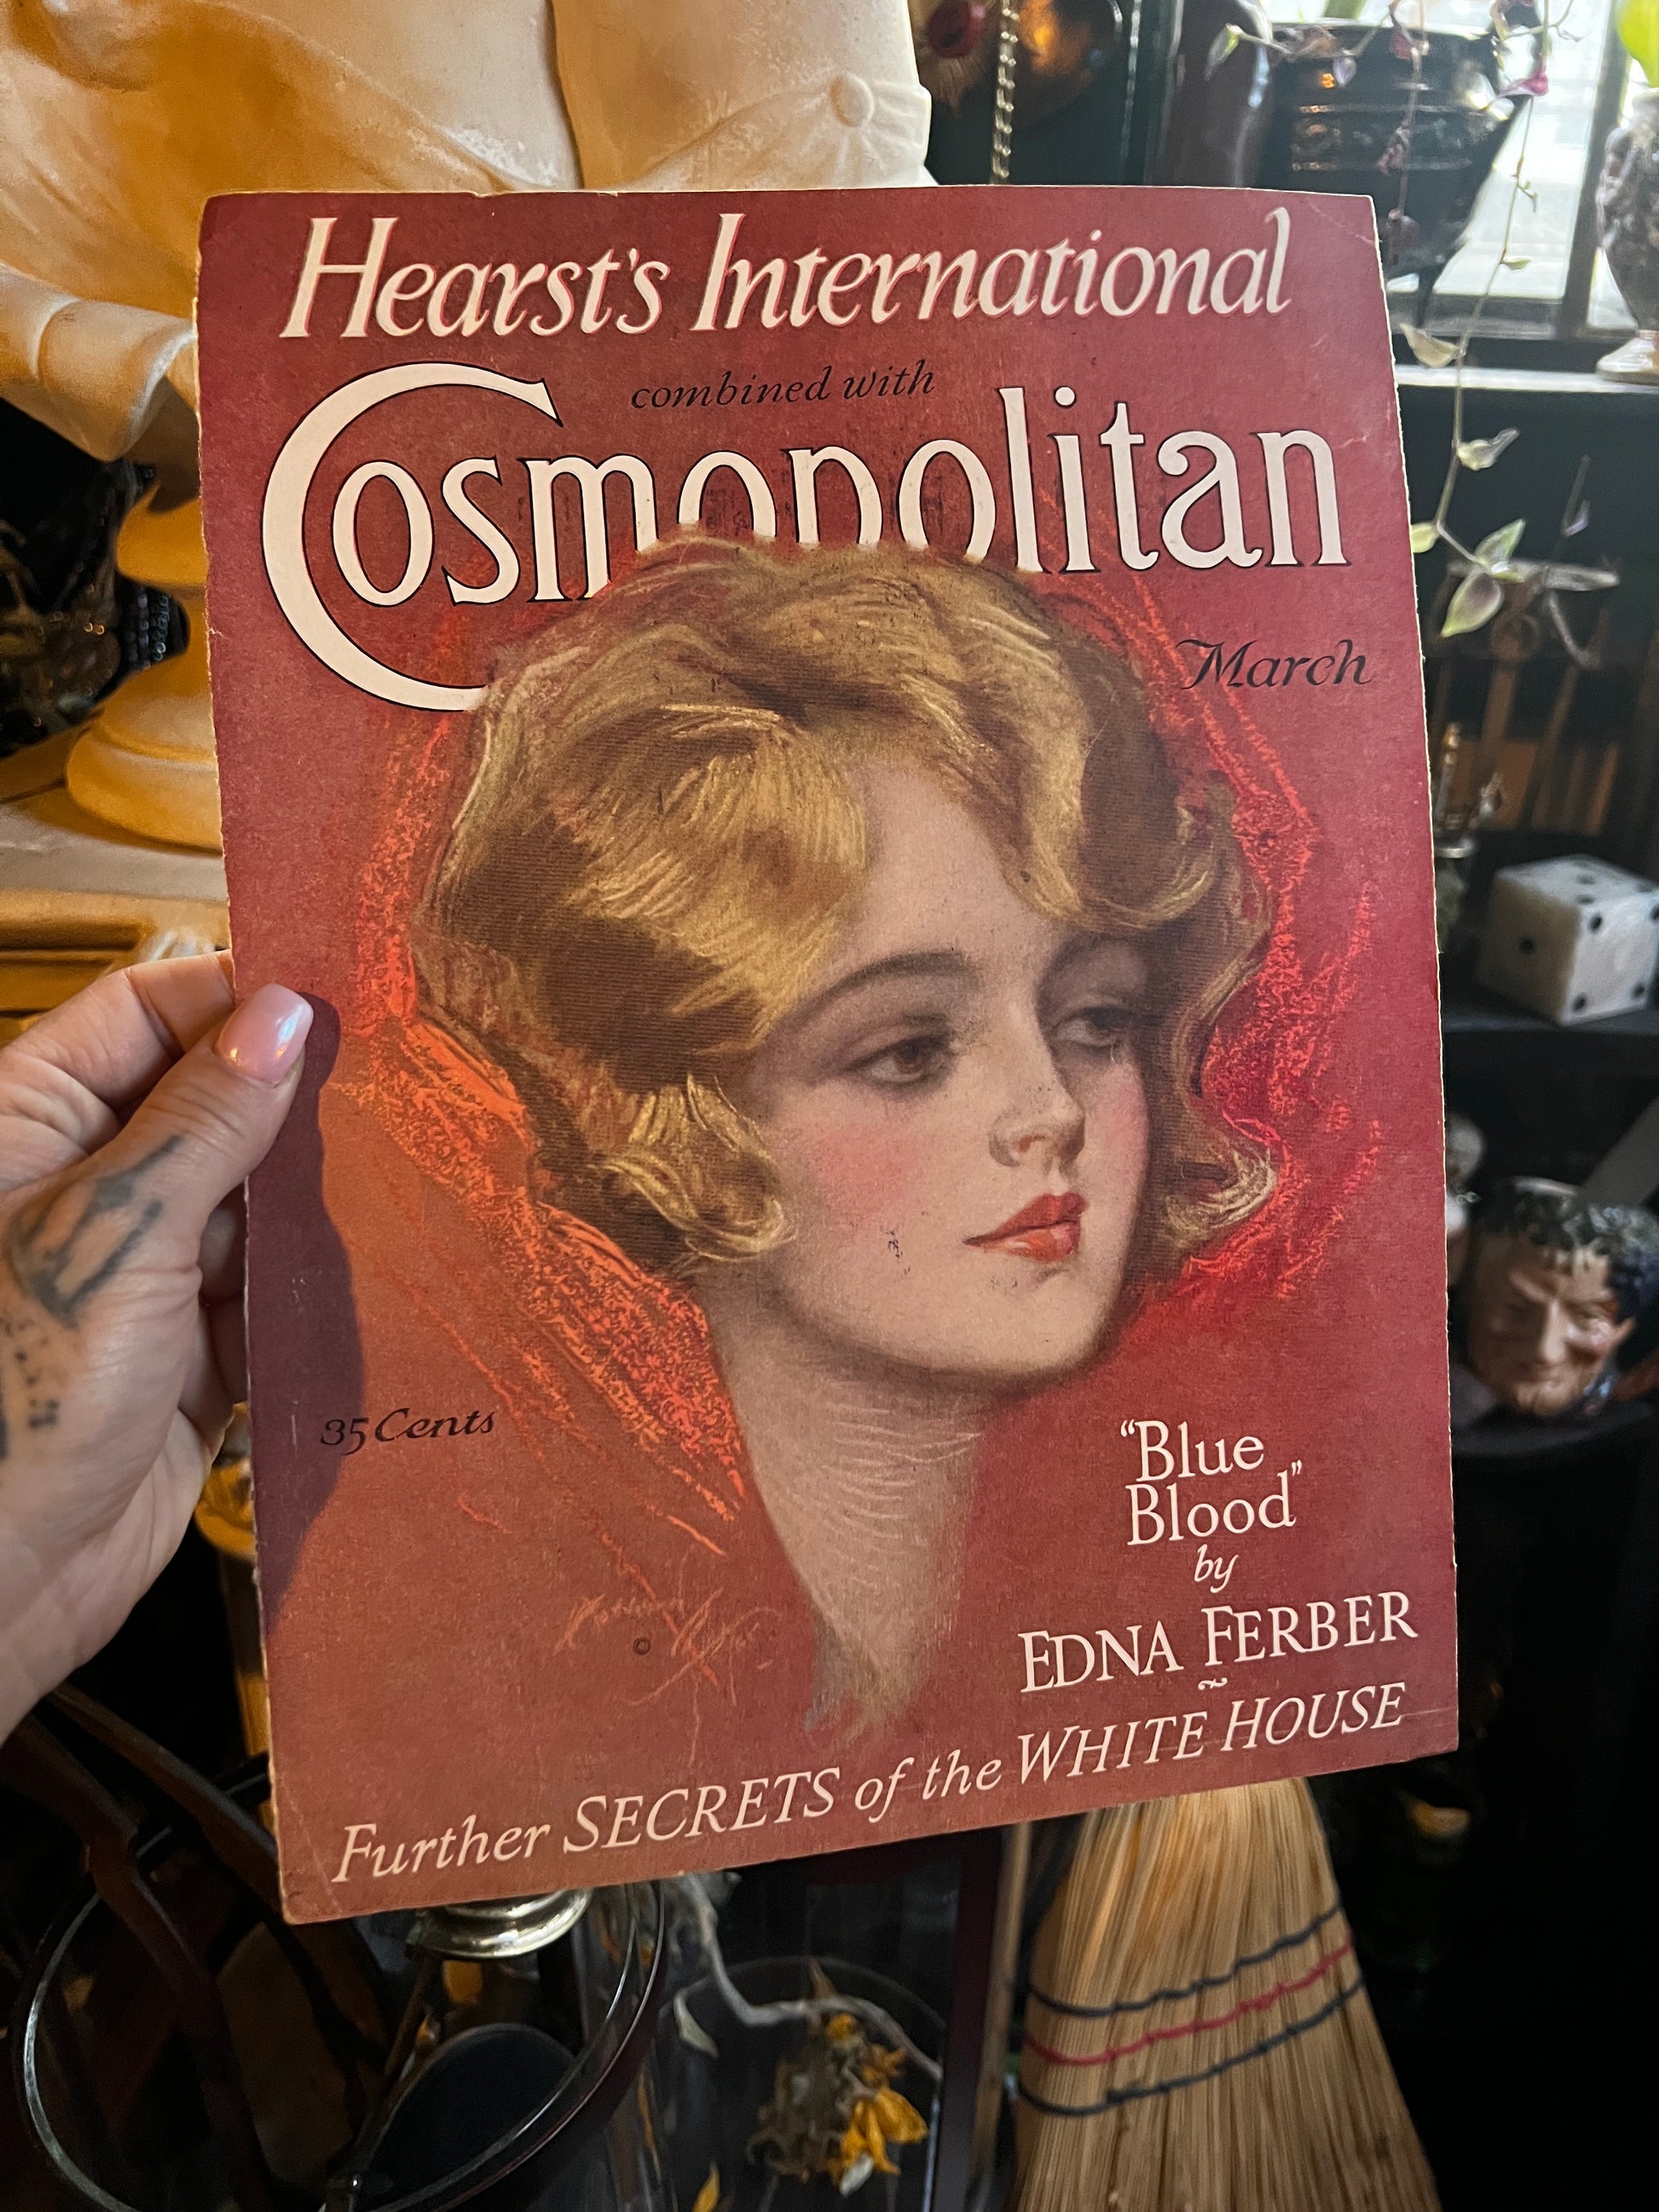 Hearst's International
combined with
Cosmopolitan
March
35 Cents
"Blue
Blood"
by
EDNA FERBER
©
Further SECRETS of the WHITE HOUSE